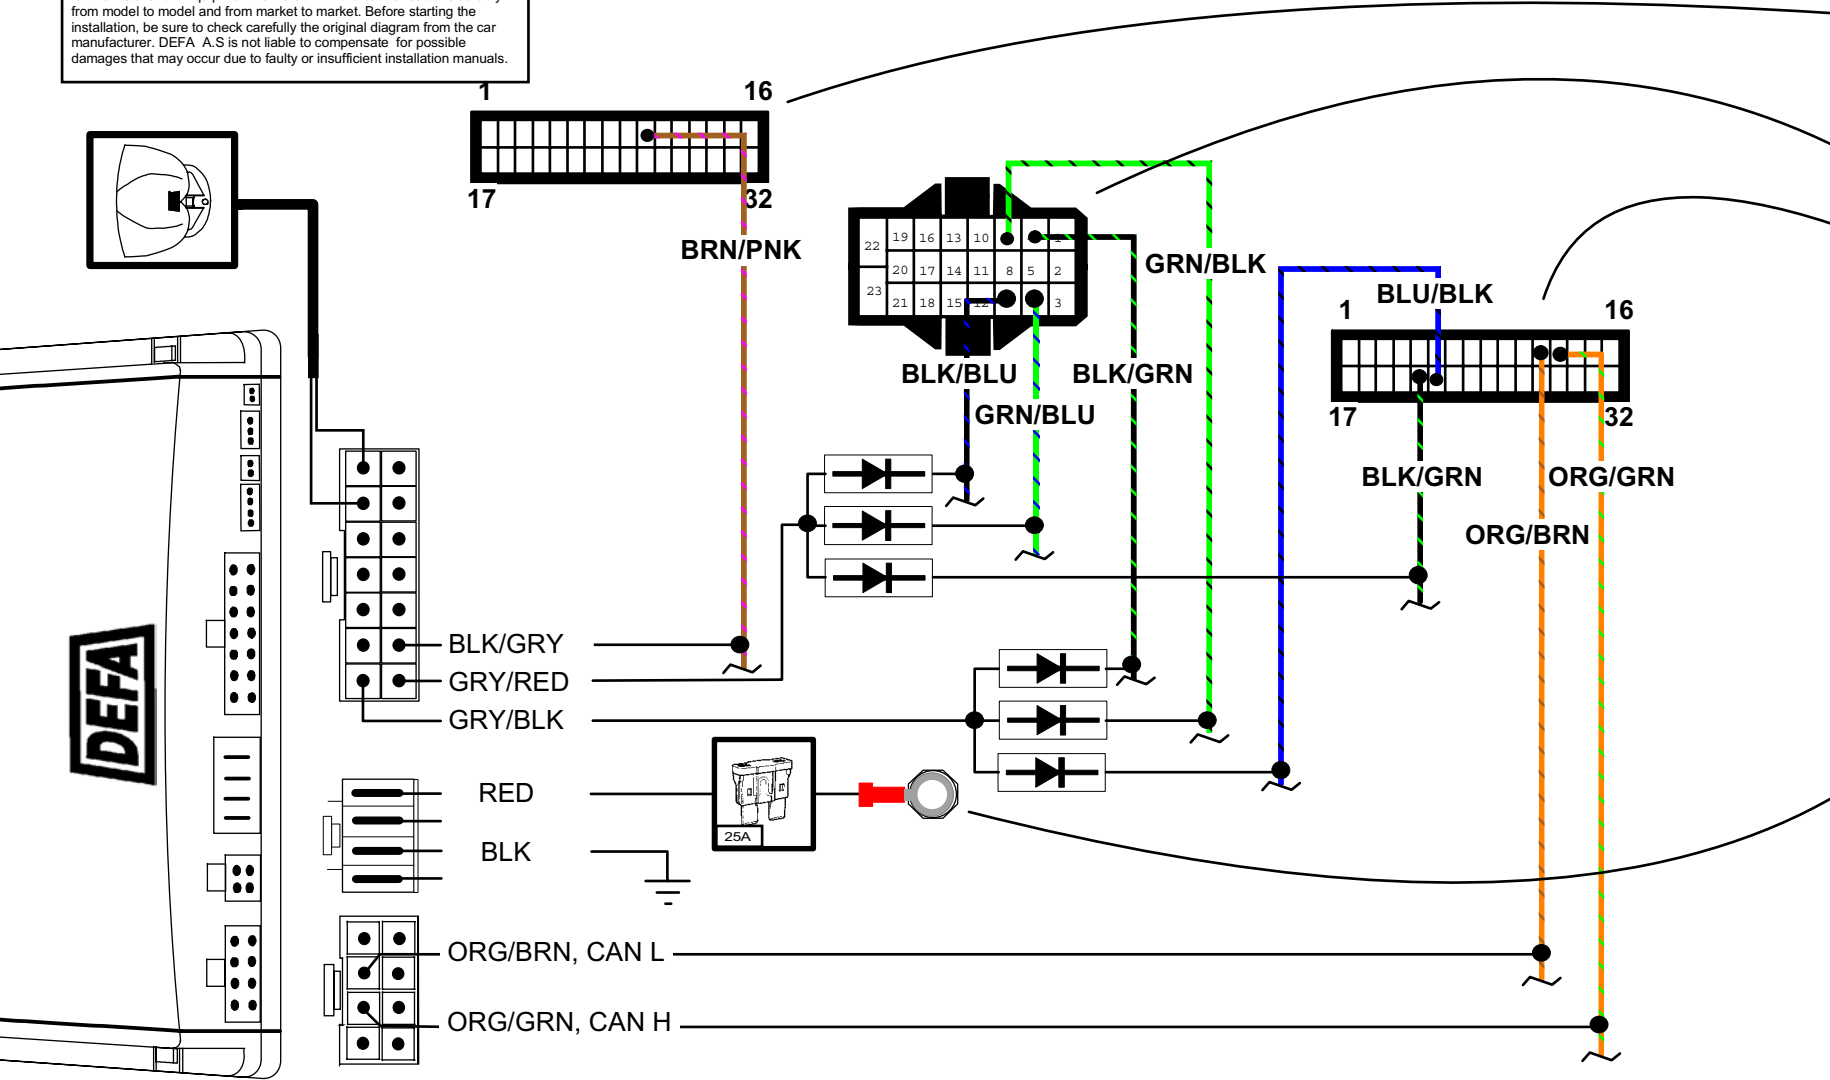 from model to model and from market to market. Before starting the
installation, be sure to check carefully the original diagram from the car
manufacturer. DEFA A.S is not liable to compensate for possible
damages that may occur due to faulty or insufficient installation manuals.
1
16
17
32
BRN/PNK
22
19
16
13
10
1
20
17
14
11
8
5
2
23
21
18
15
12
3
GRN/BLK
BLU/BLK
1
16
17
32
BLK/BLU
BLK/GRN
GRN/BLU
BLK/GRN
ORG/GRN
ORG/BRN
DEFA
BLK/GRY
GRY/RED
GRY/BLK
RED
25A
BLK
ORG/BRN, CAN L
ORG/GRN, CAN H